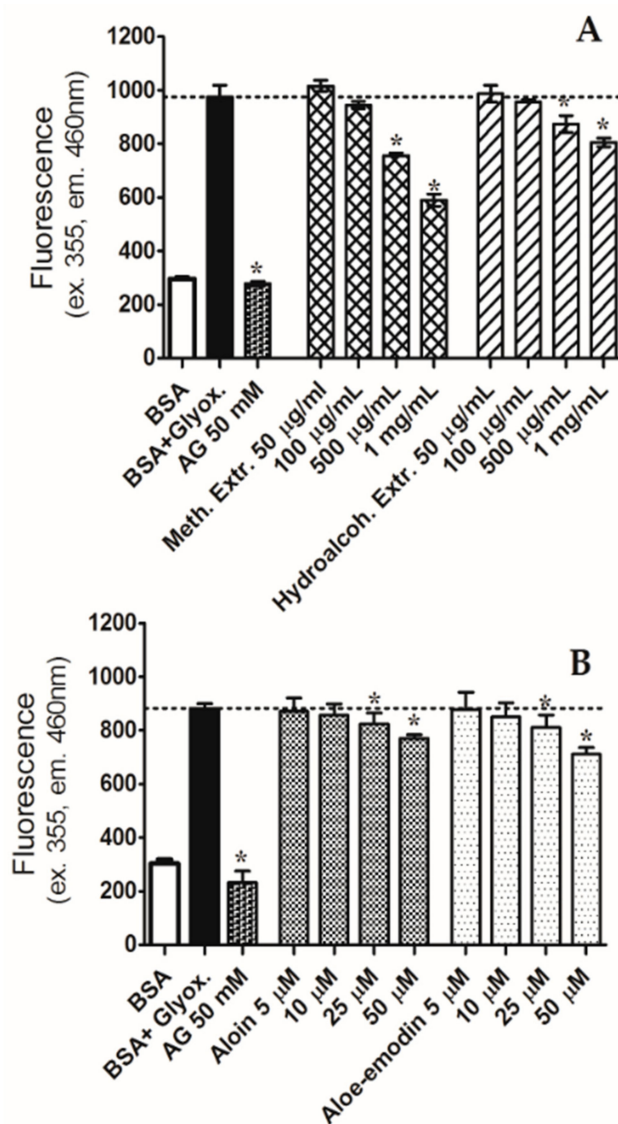 A
Fluorescence
(ex. 355, em. 460nm)
1200
1000
800
600
400
200
0
*
*
*
*
*
BSA
BSA+Glyox.
AG 50 mM
Meth. Extr. 50 µg/ml
100 µg/mL
500 µg/mL
1 mg/mL
Hydroalcoh. Extr. 50 µg/mL
100 µg/mL
500 µg/mL
1 mg/mL
B
Fluorescence
(ex. 355, em. 460nm)
1200
1000
800
600
400
200
0
*
*
*
*
*
BSA
BSA+ Glyox.
AG 50 mM
Aloin 5 µM
10 µM
25 µM
50 µM
Aloe-emodin 5 µM
10 µM
25 µM
50 µM